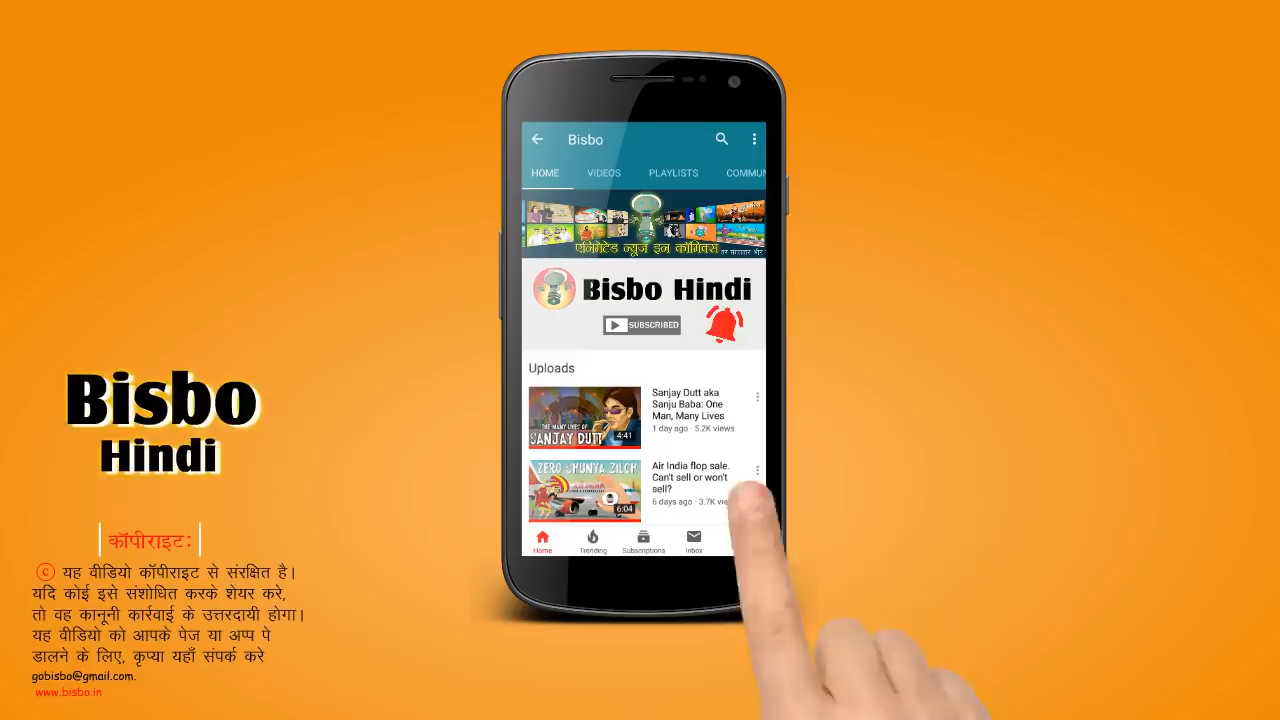 Bisbo
HOME VIDEOS PLAYLISTS COMMUN
एनिमेटेड न्यूज़ इन कॉमिक्स
Bisbo Hindi
SUBSCRIBED
Uploads
THE MANY LIVES OF
SANJAY DUTT
4:41
Sanjay Dutt aka
Sanju Baba: One
Man, Many Lives
1 day ago · 5.2K views
ZERO SHUNYA ZILCH
6:04
Air India flop sale.
Can't sell or won't
sell?
6 days ago · 3.7K vie
Home Trending Subscriptions Inbox
Bisbo
Hindi
कॉपीराइट:
© यह वीडियो कॉपीराइट से संरक्षित है।
यदि कोई इसे संशोधित करके शेयर करे,
तो वह कानूनी कार्रवाई के उत्तरदायी होगा।
यह वीडियो को आपके पेज या अप्प पे
डालने के लिए, कृप्या यहाँ संपर्क करे
gobisbo@gmail.com.
www.bisbo.in